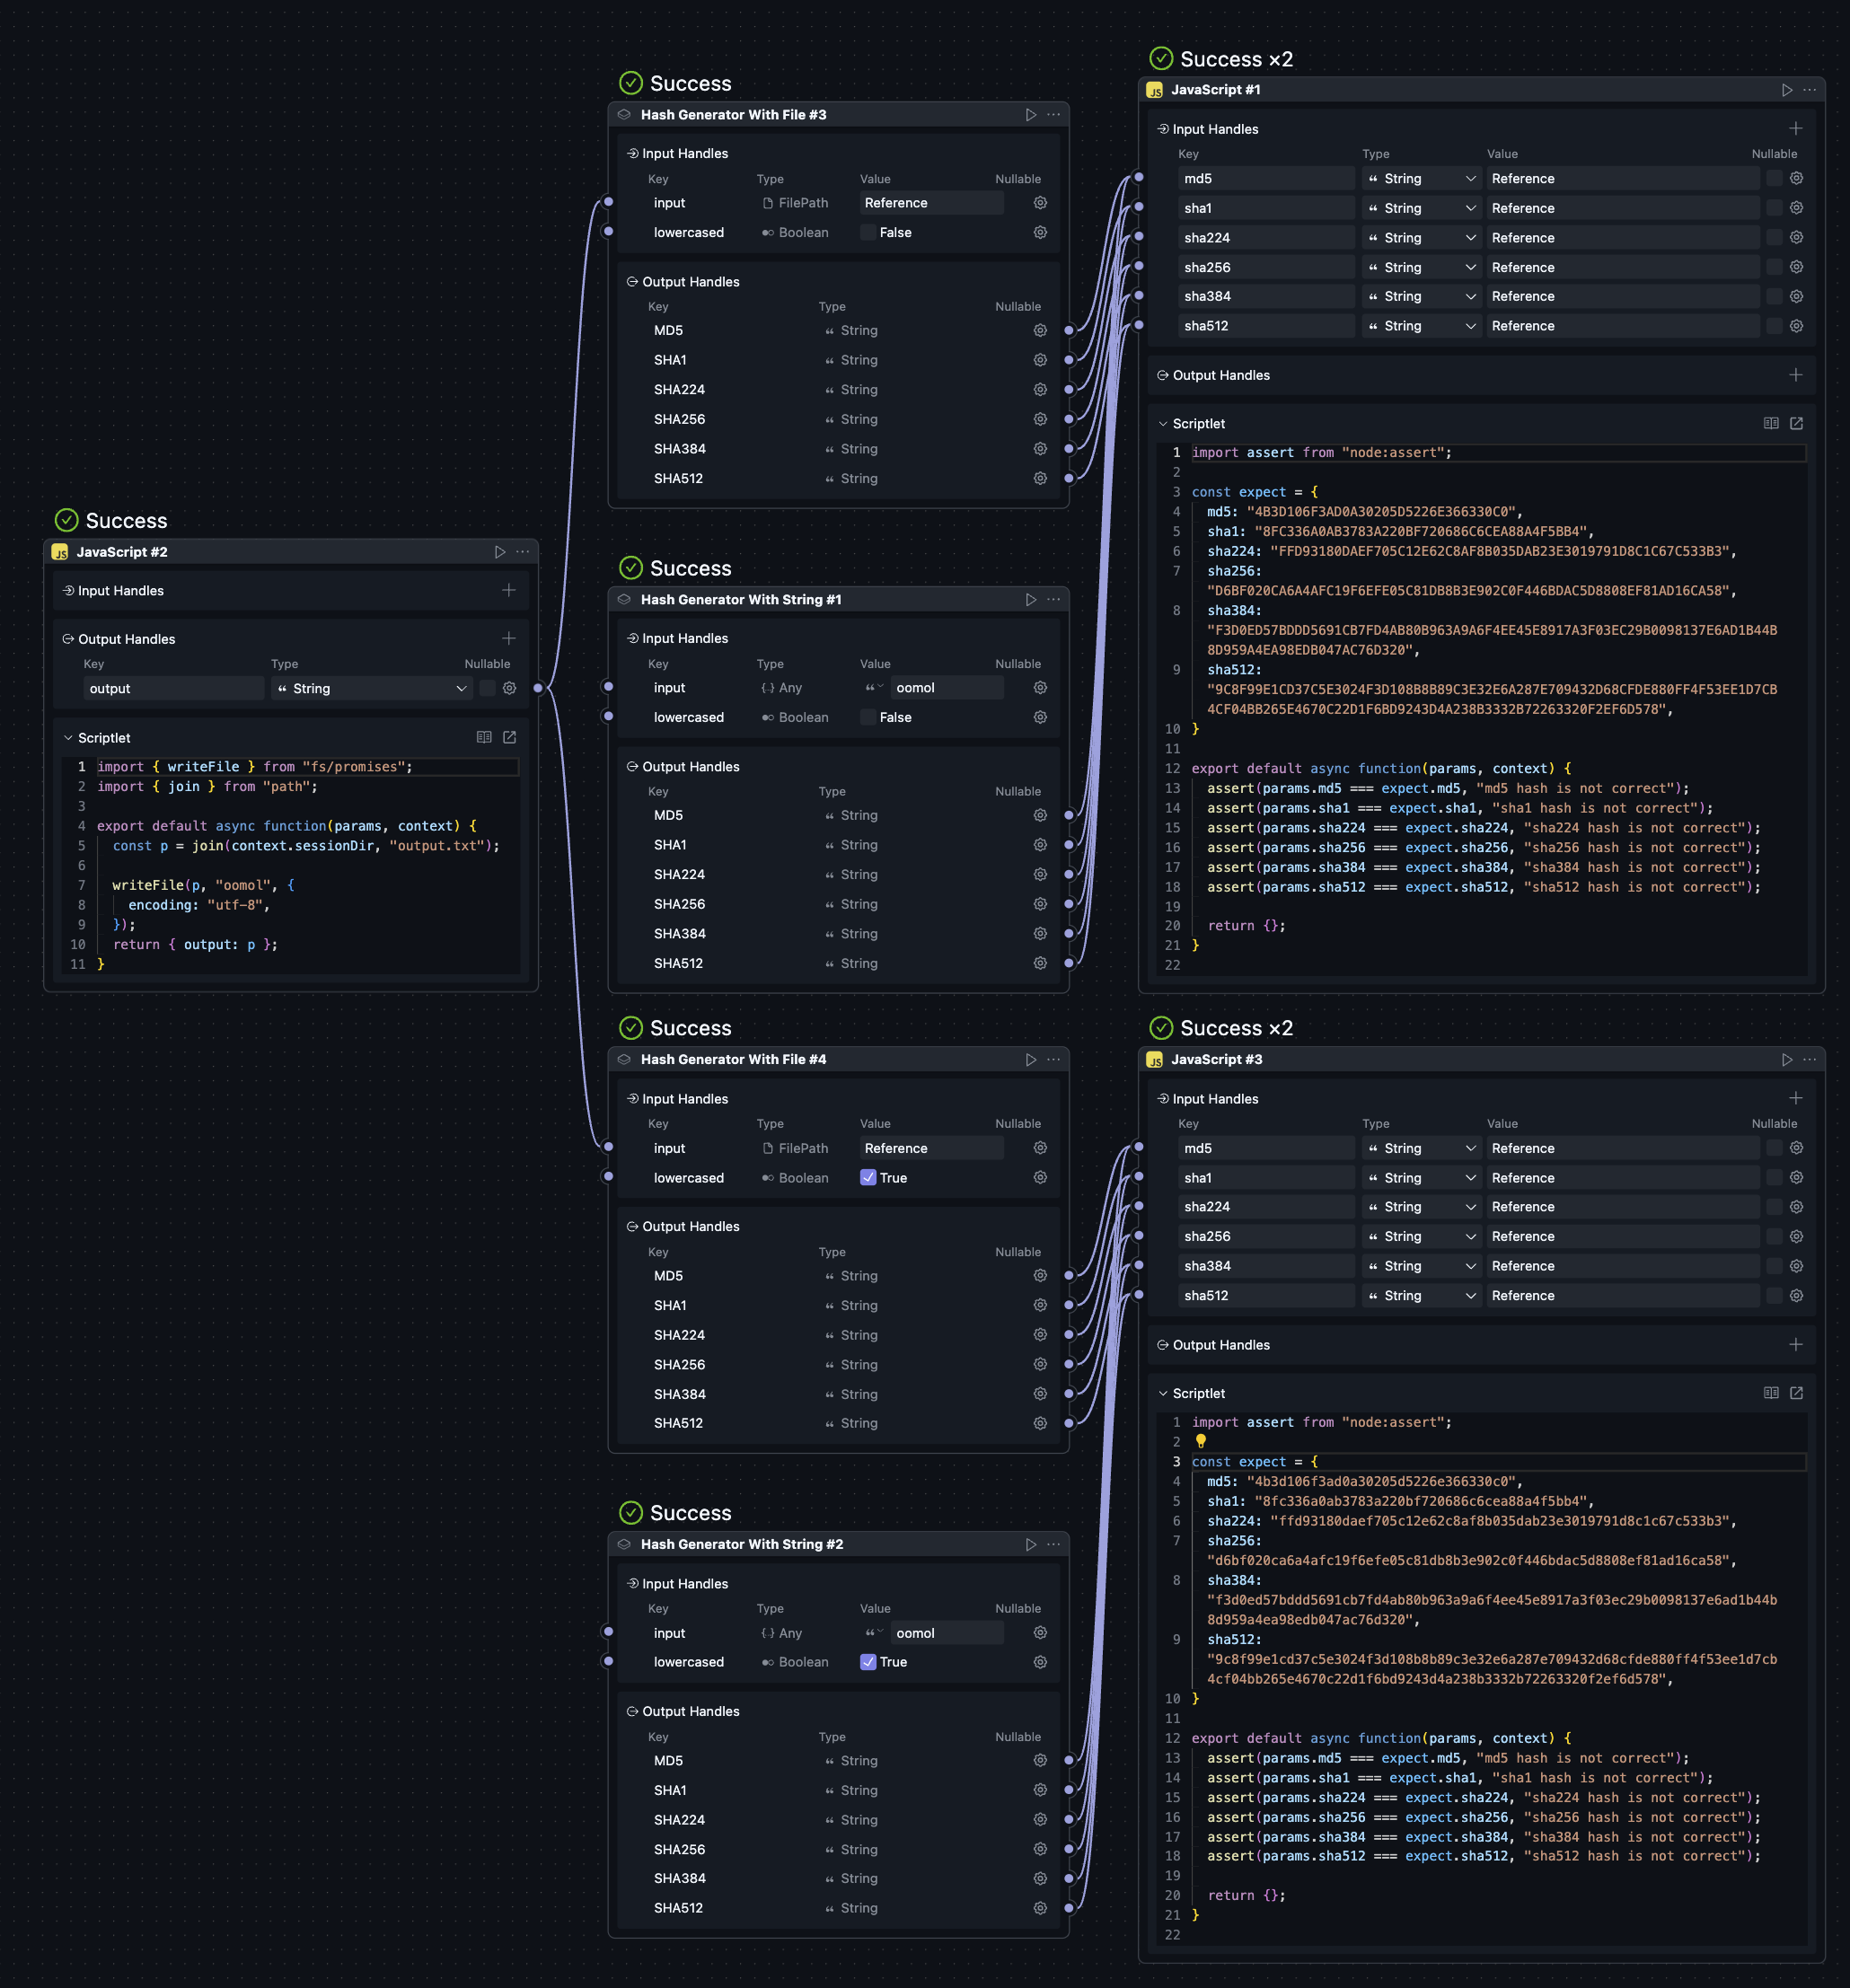 Success
JavaScript #2
Input Handles
Output Handles
Key Type Nullable
output String
Scriptlet
1 import { writeFile } from "fs/promises";
2 import { join } from "path";
3
4 export default async function(params, context) {
5 const p = join(context.sessionDir, "output.txt");
6
7 writeFile(p, "oomol", {
8 encoding: "utf-8",
9 });
10 return { output: p };
11 }
Success
Hash Generator With File #3
Input Handles
Key Type Value Nullable
input FilePath Reference
lowercased Boolean False
Output Handles
Key Type Nullable
MD5 String
SHA1 String
SHA224 String
SHA256 String
SHA384 String
SHA512 String
Success
Hash Generator With String #1
Input Handles
Key Type Value Nullable
input Any oomol
lowercased Boolean False
Output Handles
Key Type Nullable
MD5 String
SHA1 String
SHA224 String
SHA256 String
SHA384 String
SHA512 String
Success
Hash Generator With File #4
Input Handles
Key Type Value Nullable
input FilePath Reference
lowercased Boolean True
Output Handles
Key Type Nullable
MD5 String
SHA1 String
SHA224 String
SHA256 String
SHA384 String
SHA512 String
Success
Hash Generator With String #2
Input Handles
Key Type Value Nullable
input Any oomol
lowercased Boolean True
Output Handles
Key Type Nullable
MD5 String
SHA1 String
SHA224 String
SHA256 String
SHA384 String
SHA512 String
Success ×2
JavaScript #1
Input Handles
Key Type Value Nullable
md5 String Reference
sha1 String Reference
sha224 String Reference
sha256 String Reference
sha384 String Reference
sha512 String Reference
Output Handles
Scriptlet
1 import assert from "node:assert";
2
3 const expect = {
4 md5: "4B3D106F3AD0A30205D5226E366330C0",
5 sha1: "8FC336A0AB3783A220BF720686C6CEA88A4F5BB4",
6 sha224: "FFD93180DAEF705C12E62C8AF8B035DAB23E3019791D8C1C67C533B3",
7 sha256:
"D6BF020CA6A4AFC19F6EFE05C81DB8B3E902C0F446BDAC5D8808EF81AD16CA58",
8 sha384:
"F3D0ED57BDDD5691CB7FD4AB80B963A9A6F4EE45E8917A3F03EC29B0098137E6AD1B44B
8D959A4EA98EDB047AC76D320",
9 sha512:
"9C8F99E1CD37C5E3024F3D108B8B89C3E32E6A287E709432D68CFDE880FF4F53EE1D7CB
4CF04BB265E4670C22D1F6BD9243D4A238B3332B72263320F2EF6D578",
10 }
11
12 export default async function(params, context) {
13 assert(params.md5 === expect.md5, "md5 hash is not correct");
14 assert(params.sha1 === expect.sha1, "sha1 hash is not correct");
15 assert(params.sha224 === expect.sha224, "sha224 hash is not correct");
16 assert(params.sha256 === expect.sha256, "sha256 hash is not correct");
17 assert(params.sha384 === expect.sha384, "sha384 hash is not correct");
18 assert(params.sha512 === expect.sha512, "sha512 hash is not correct");
19
20 return {};
21 }
22
Success ×2
JavaScript #3
Input Handles
Key Type Value Nullable
md5 String Reference
sha1 String Reference
sha224 String Reference
sha256 String Reference
sha384 String Reference
sha512 String Reference
Output Handles
Scriptlet
1 import assert from "node:assert";
2
3 const expect = {
4 md5: "4b3d106f3ad0a30205d5226e366330c0",
5 sha1: "8fc336a0ab3783a220bf720686c6cea88a4f5bb4",
6 sha224: "ffd93180daef705c12e62c8af8b035dab23e3019791d8c1c67c533b3",
7 sha256:
"d6bf020ca6a4afc19f6efe05c81db8b3e902c0f446bdac5d8808ef81ad16ca58",
8 sha384:
"f3d0ed57bddd5691cb7fd4ab80b963a9a6f4ee45e8917a3f03ec29b0098137e6ad1b44b
8d959a4ea98edb047ac76d320",
9 sha512:
"9c8f99e1cd37c5e3024f3d108b8b89c3e32e6a287e709432d68cfde880ff4f53ee1d7cb
4cf04bb265e4670c22d1f6bd9243d4a238b3332b72263320f2ef6d578",
10 }
11
12 export default async function(params, context) {
13 assert(params.md5 === expect.md5, "md5 hash is not correct");
14 assert(params.sha1 === expect.sha1, "sha1 hash is not correct");
15 assert(params.sha224 === expect.sha224, "sha224 hash is not correct");
16 assert(params.sha256 === expect.sha256, "sha256 hash is not correct");
17 assert(params.sha384 === expect.sha384, "sha384 hash is not correct");
18 assert(params.sha512 === expect.sha512, "sha512 hash is not correct");
19
20 return {};
21 }
22